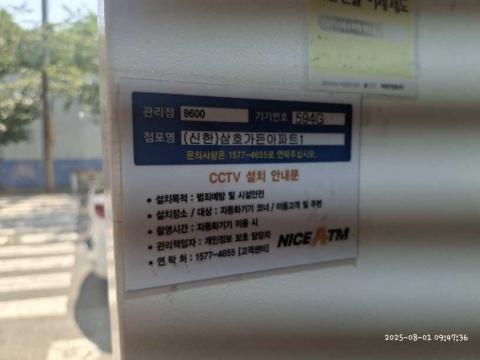 관리점 9600 기기번호 594G
점포명 (신한)삼호가든아파트1
문의사항은 1577-4655로 연락주십시오.
CCTV 설치 안내문
• 설치목적 : 범죄예방 및 시설안전
• 설치장소 / 대상 : 자동화기기 코너 / 이용고객 및 주변
• 촬영시간 : 자동화기기 이용 시
• 관리책임자 : 개인정보 보호 담당자
• 연 락 처 : 1577-4655 [고객센터]
NICE ATM
2025-08-01 09:47:36